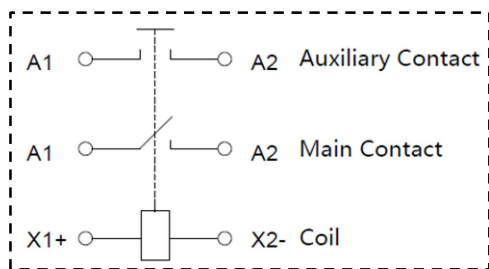 A1 A2 Auxiliary Contact
A1 A2 Main Contact
X1+ X2- Coil